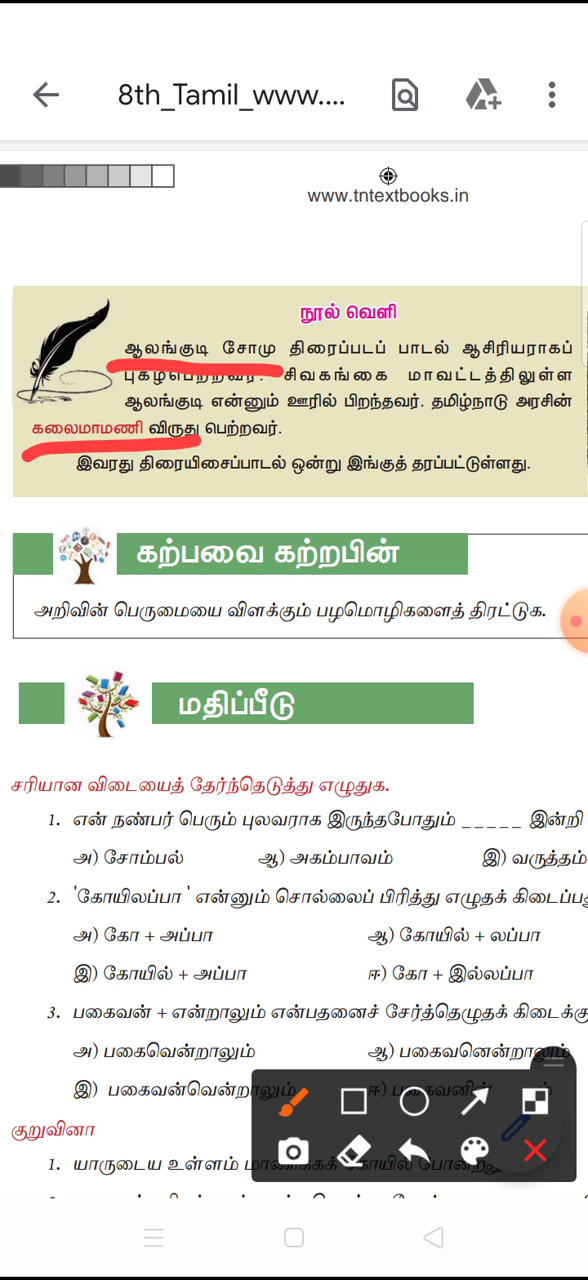 8th_Tamil_www....
www.tntextbooks.in
நூல் வெளி
ஆலங்குடி சோமு திரைப்படப் பாடல் ஆசிரியராகப்
புகழ்பெற்றவர். சிவகங்கை மாவட்டத்திலுள்ள
ஆலங்குடி என்னும் ஊரில் பிறந்தவர். தமிழ்நாடு அரசின்
கலைமாமணி விருது பெற்றவர்.
இவரது திரையிசைப்பாடல் ஒன்று இங்குத் தரப்பட்டுள்ளது.
கற்பவை கற்றபின்
அறிவின் பெருமையை விளக்கும் பழமொழிகளைத் திரட்டுக.
மதிப்பீடு
சரியான விடையைத் தேர்ந்தெடுத்து எழுதுக.
1. என் நண்பர் பெரும் புலவராக இருந்தபோதும் _____ இன்றி
அ) சோம்பல் ஆ) அகம்பாவம் இ) வருத்தம்
2. 'கோயிலப்பா ' என்னும் சொல்லைப் பிரித்து எழுதக்
அ) கோ + அப்பா ஆ) கோயில் + லப்பா
இ) கோயில் + அப்பா ஈ) கோ + இல்லப்பா
3. பகைவன் + என்றாலும் என்பதனைச் சேர்த்தெழுதக்
அ) பகைவென்றாலும் ஆ) பகைவனென்றாலும்
இ) பகைவன்வென்றாலும் ஈ)
குறுவினா
1. யாருடைய உள்ளம் மாணிக்கக் கோயில் போன்றது